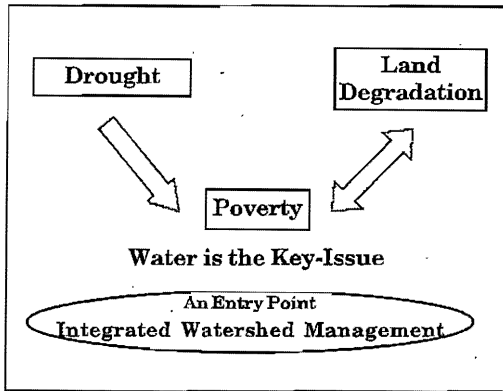 Drought
Land
Degradation
Poverty
Water is the Key-Issue
An Entry Point
Integrated Watershed Management